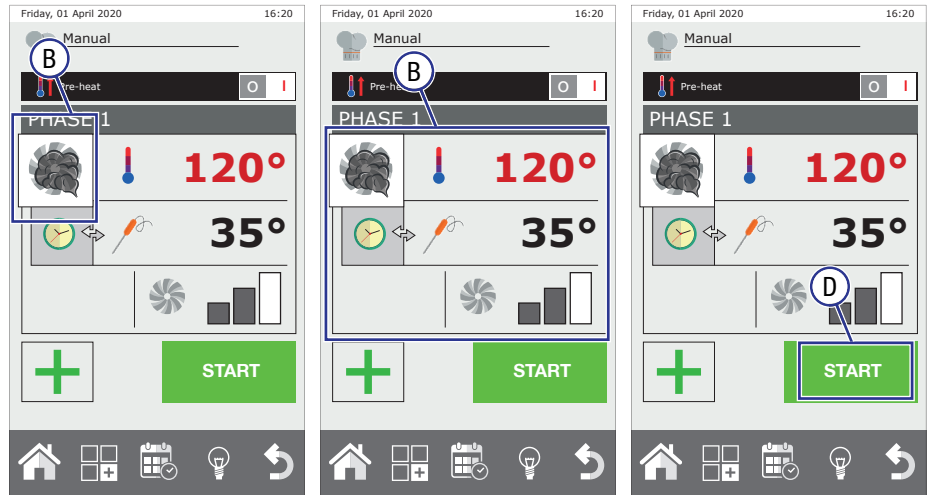 Friday, 01 April 2020 16:20
Manual
B
Pre-heat O I
PHASE 1
120°
35°
START
Friday, 01 April 2020 16:20
Manual
B
Pre-he O I
PHASE 1
120°
35°
START
Friday, 01 April 2020 16:20
Manual
Pre-heat O I
PHASE 1
120°
35°
D
START